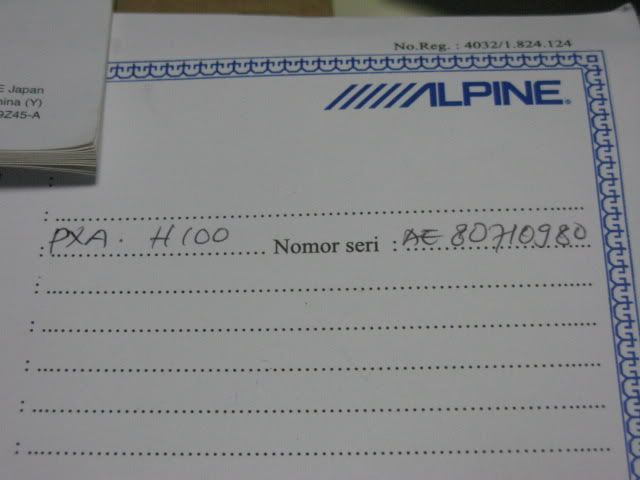 No.Reg. : 4032/1.824.124
E Japan
hina (Y)
9Z45-A
ALPINE®
:
:
: PXA. H100 Nomor seri : AE 80710980
:
:
:
:
: